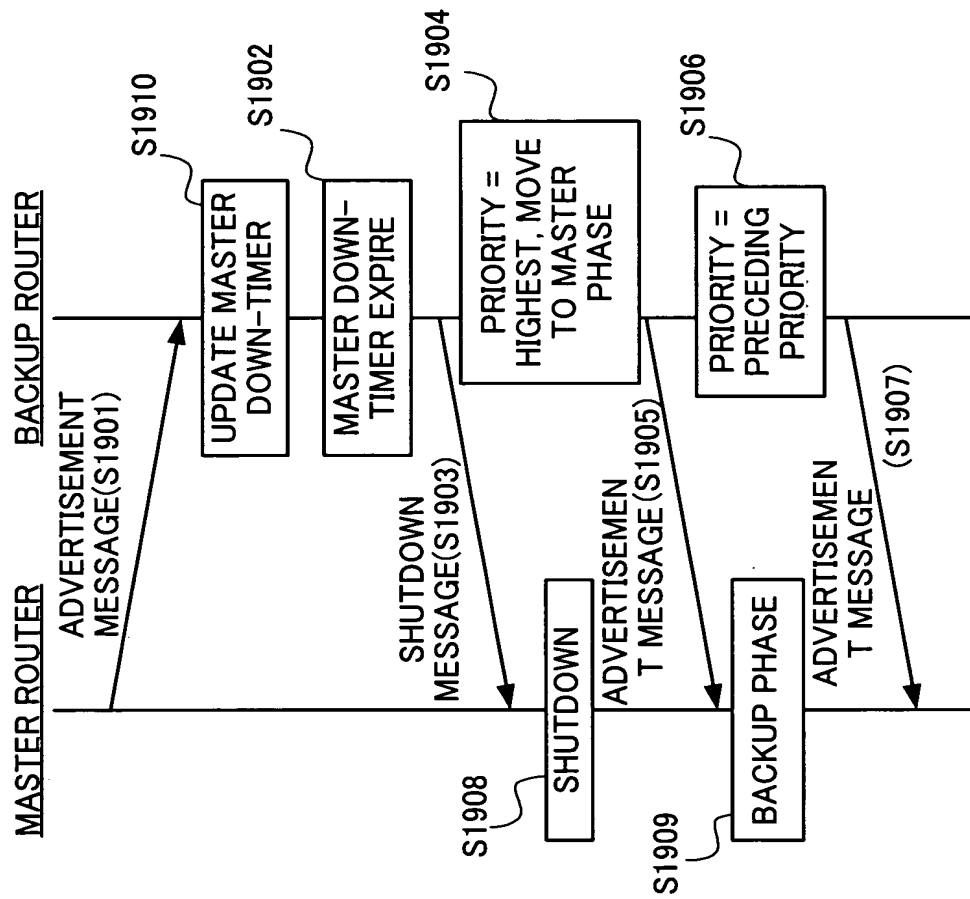 MASTER ROUTER
BACKUP ROUTER
ADVERTISEMENT
MESSAGE(S1901)
S1910
UPDATE MASTER
DOWN-TIMER
S1902
MASTER DOWN-
TIMER EXPIRE
SHUTDOWN
MESSAGE(S1903)
S1904
PRIORITY =
HIGHEST, MOVE
TO MASTER
PHASE
S1908
SHUTDOWN
ADVERTISEMEN
T MESSAGE(S1905)
S1906
PRIORITY =
PRECEDING
PRIORITY
S1909
BACKUP PHASE
ADVERTISEMEN
T MESSAGE
(S1907)